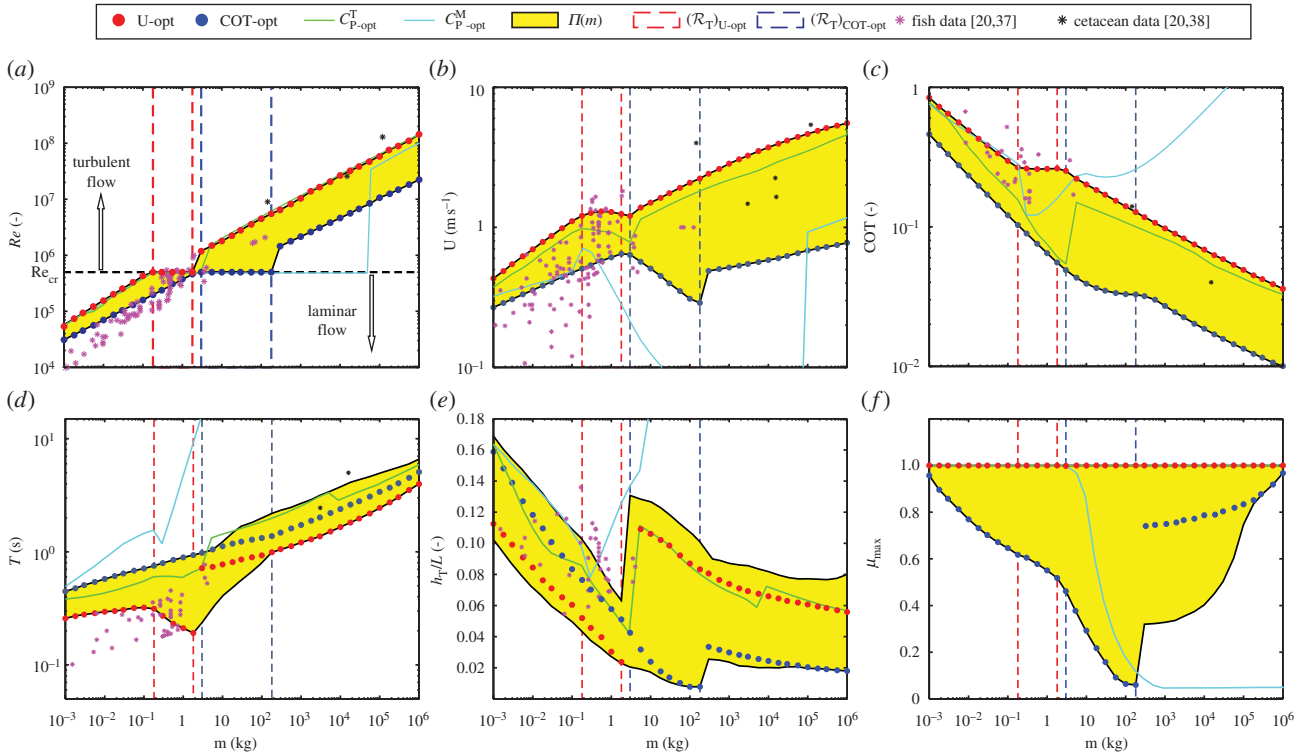 U-opt COT-opt C_P-opt^T C_P-opt^M Π(m) (ℛ_T)_U-opt (ℛ_T)_COT-opt fish data [20,37] cetacean data [20,38]
(a) (b) (c)
10^9
10^8
10^7
10^6
Re_cr
10^5
10^4
Re (-)
turbulent
flow
laminar
flow
10
1
10^−1
U (m s^−1)
1
10^−1
10^−2
COT (-)
(d) (e) (f)
10^1
10^0
10^−1
T (s)
10^−3 10^−2 10^−1 1 10 10^2 10^3 10^4 10^5 10^6
m (kg)
0.18
0.16
0.14
0.12
0.10
0.08
0.06
0.04
0.02
h_T/L (-)
10^−3 10^−2 10^−1 1 10 10^2 10^3 10^4 10^5 10^6
m (kg)
1.0
0.8
0.6
0.4
0.2
0
μ_max
10^−3 10^−2 10^−1 1 10 10^2 10^3 10^4 10^5 10^6
m (kg)